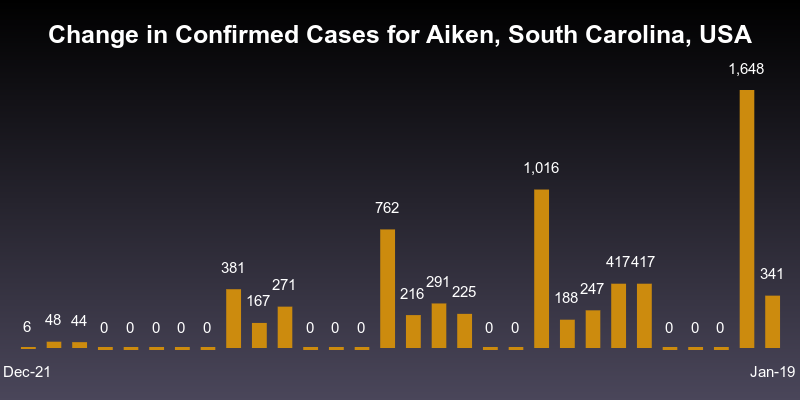 Change in Confirmed Cases for Aiken, South Carolina, USA
6 48 44 0 0 0 0 0 381 167 271 0 0 0 762 216 291 225 0 0 1,016 188 247 417 417 0 0 0 1,648 341
Dec-21 Jan-19